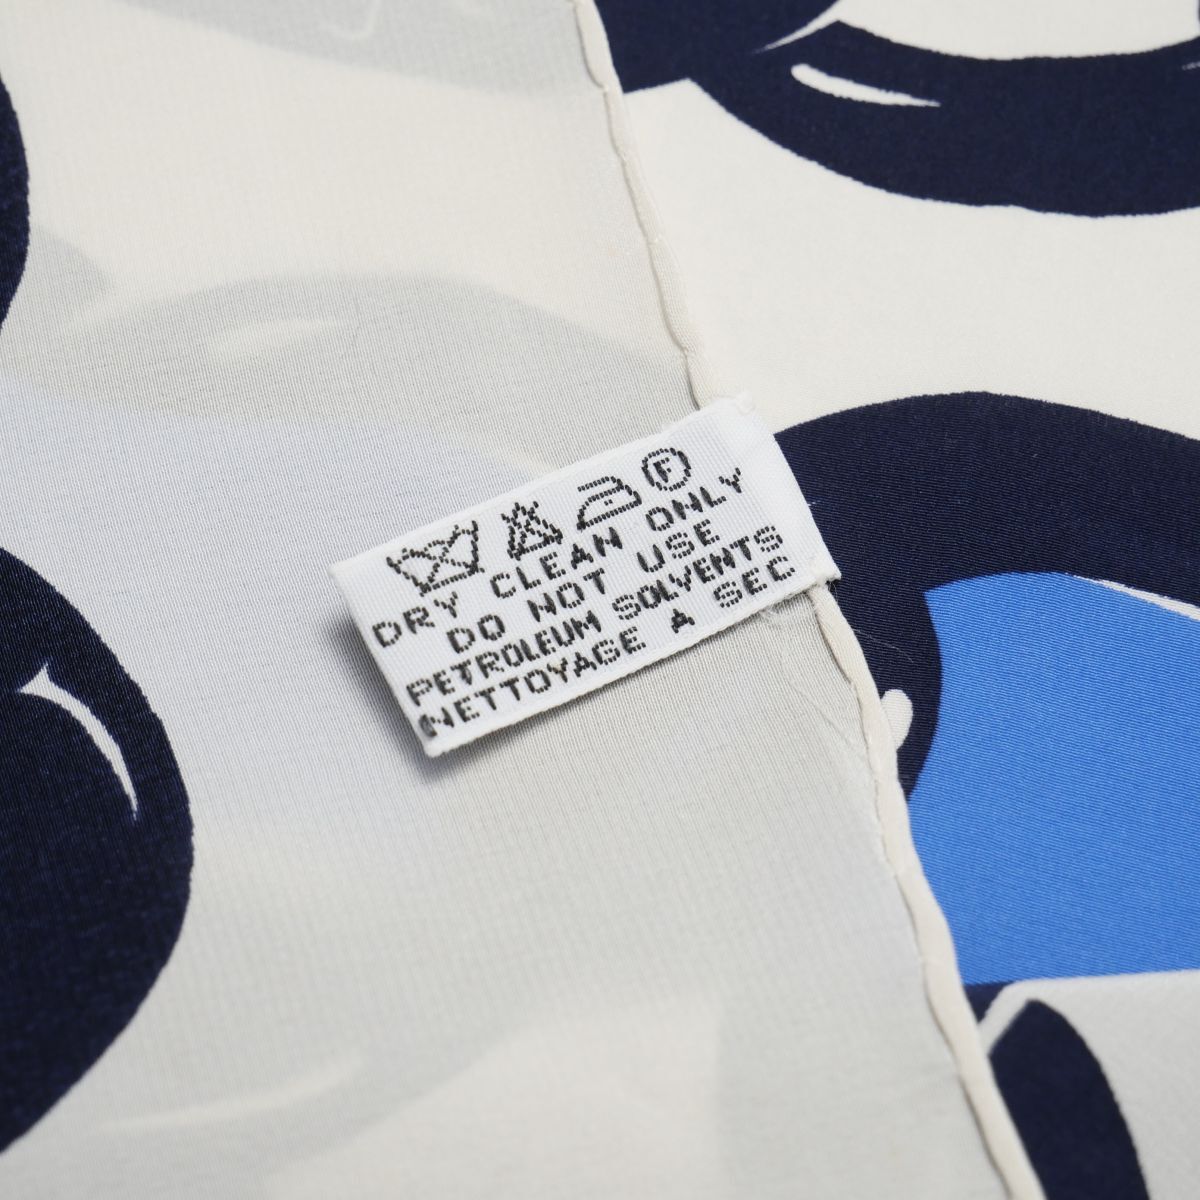 F
DRY CLEAN ONLY
DO NOT USE
PETROLEUM SOLVENTS
NETTOYAGE A SEC